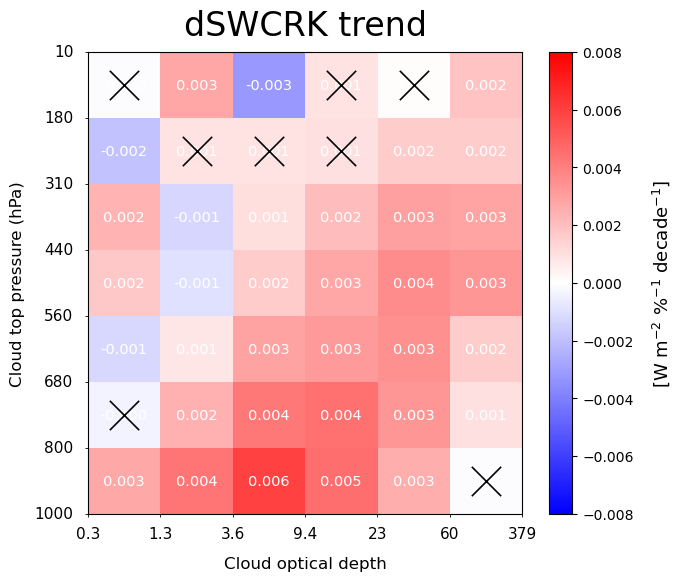 dSWCRK trend
10
180
310
440
560
680
800
1000
Cloud top pressure (hPa)
0.003 -0.003 0.002
-0.002 0.002 0.002
0.002 -0.001 0.001 0.002 0.003 0.003
0.002 -0.001 0.002 0.003 0.004 0.003
-0.001 0.001 0.003 0.003 0.003 0.002
0.002 0.004 0.004 0.003 0.001
0.003 0.004 0.006 0.005 0.003
0.3 1.3 3.6 9.4 23 60 379
Cloud optical depth
0.008
0.006
0.004
0.002
0.000
−0.002
−0.004
−0.006
−0.008
[W m⁻² %⁻¹ decade⁻¹]